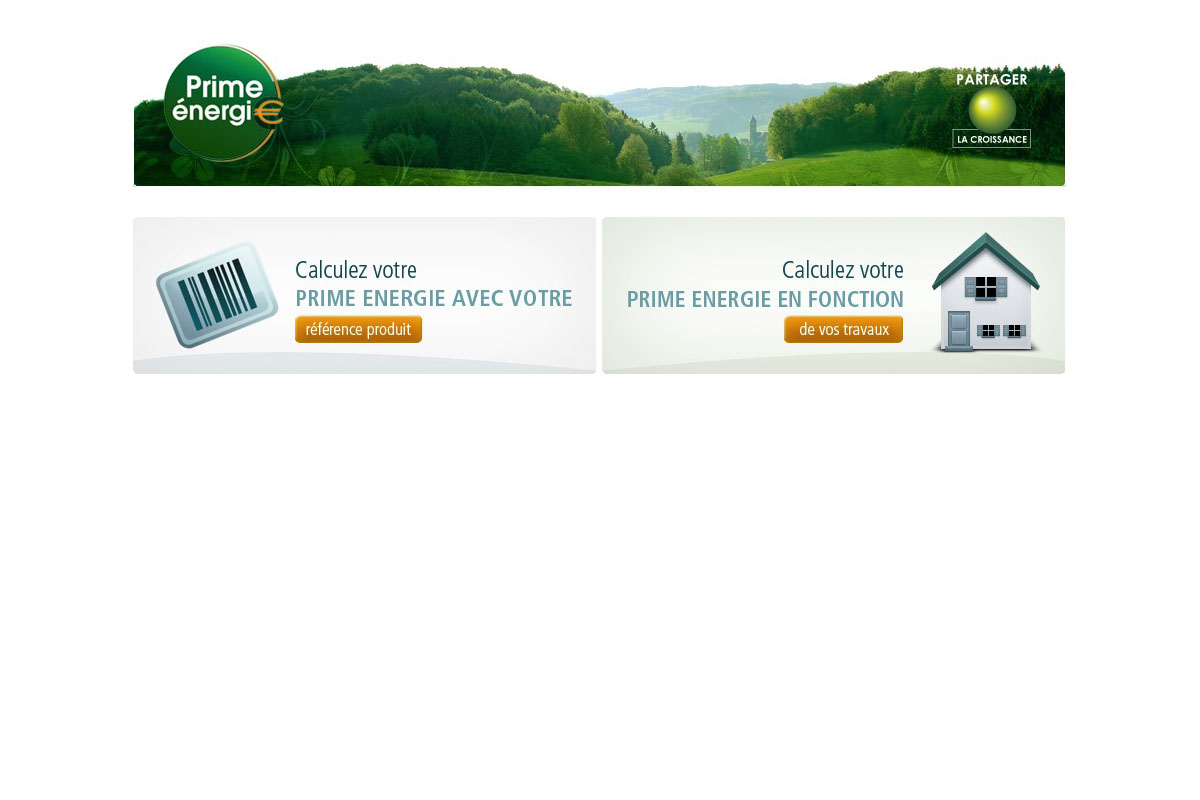 Prime
énergi€
PARTAGER
LA CROISSANCE
Calculez votre
PRIME ENERGIE AVEC VOTRE
référence produit
Calculez votre
PRIME ENERGIE EN FONCTION
de vos travaux